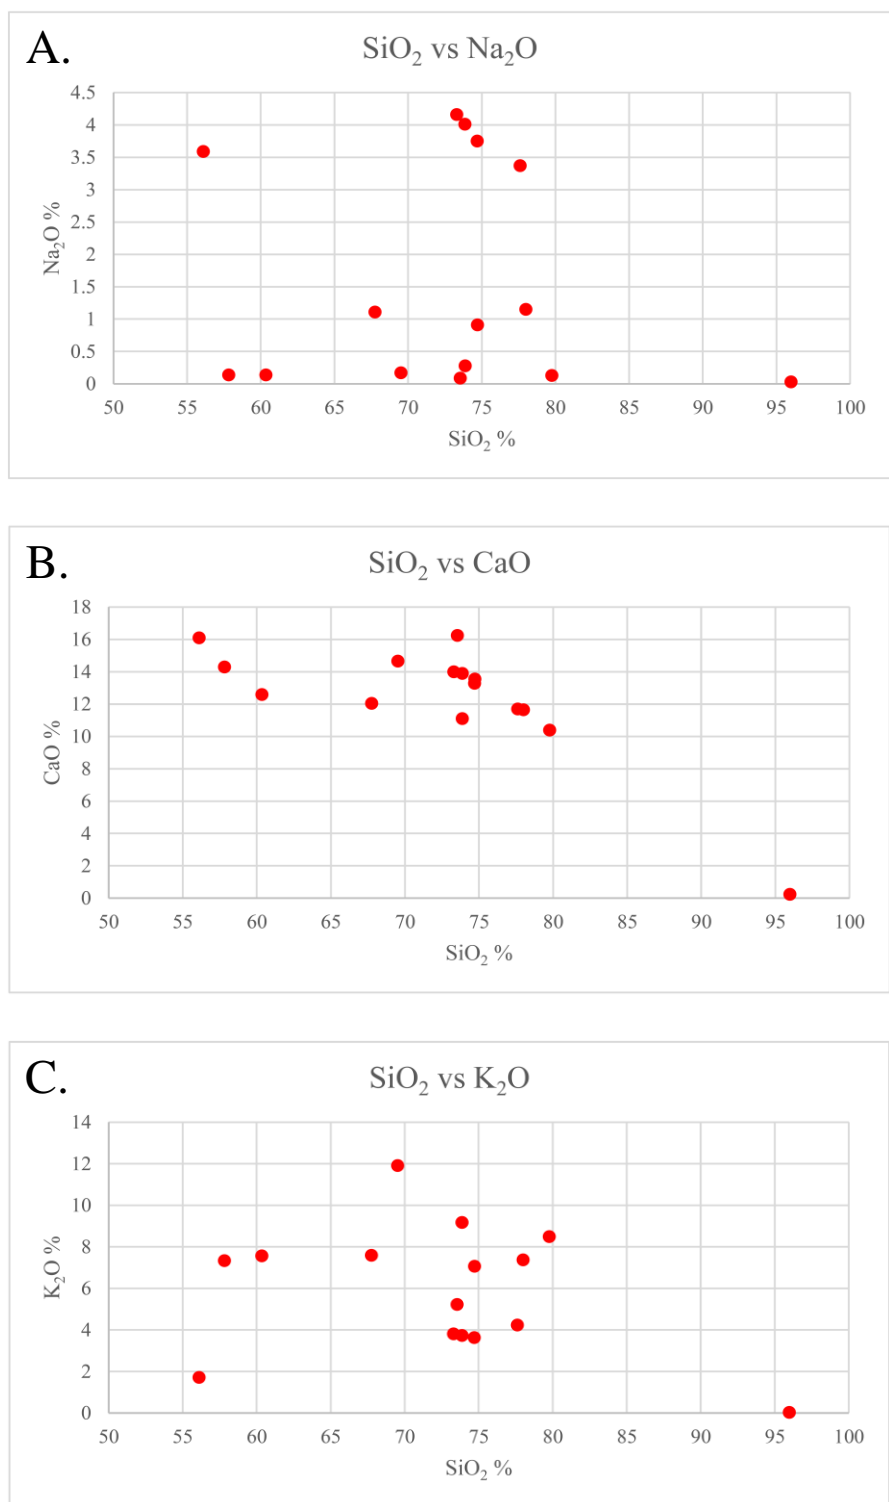 A.
SiO₂ vs Na₂O
4.5
4
3.5
3
2.5
2
1.5
1
0.5
0
Na₂O %
50 55 60 65 70 75 80 85 90 95 100
SiO₂ %
B.
SiO₂ vs CaO
18
16
14
12
10
8
6
4
2
0
CaO %
50 55 60 65 70 75 80 85 90 95 100
SiO₂ %
C.
SiO₂ vs K₂O
14
12
10
8
6
4
2
0
K₂O %
50 55 60 65 70 75 80 85 90 95 100
SiO₂ %